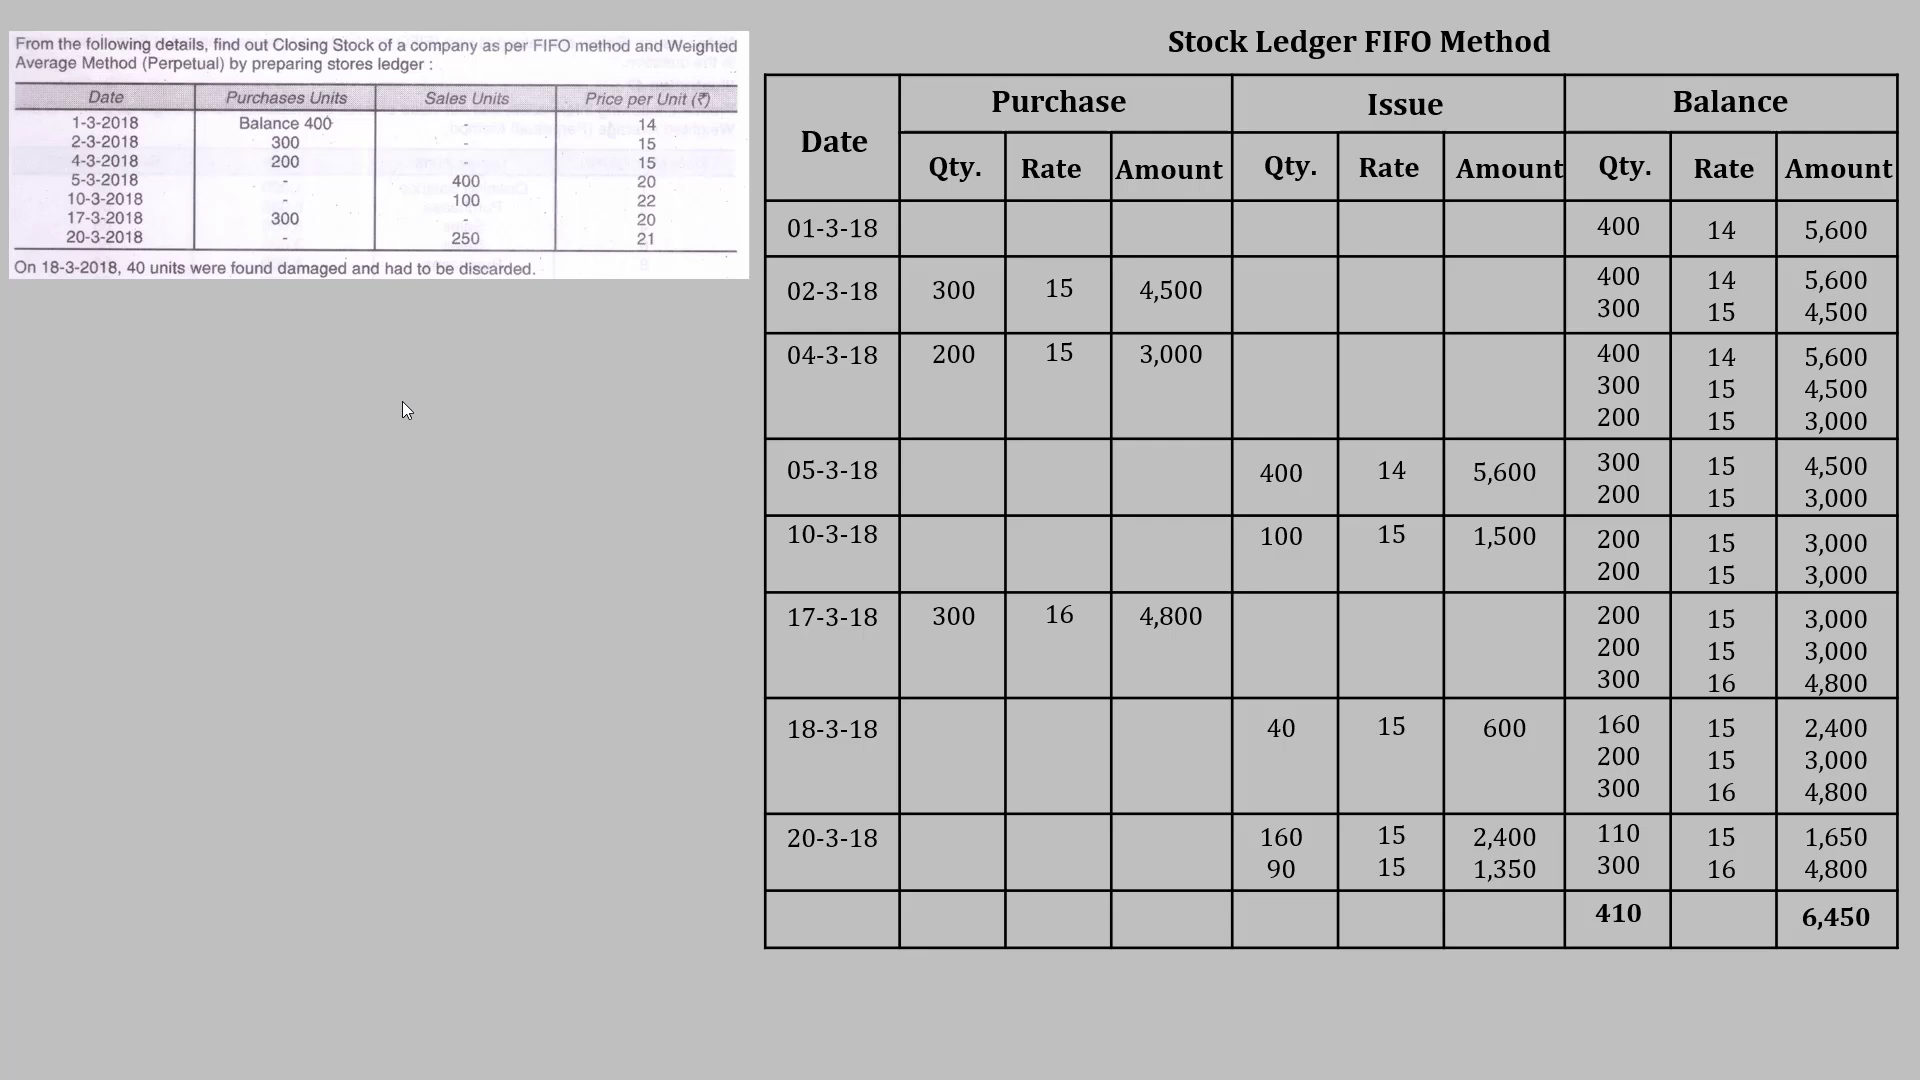 From the following details, find out Closing Stock of a company as per FIFO method and Weighted
Average Method (Perpetual) by preparing stores ledger :
Date Purchases Units Sales Units Price per Unit (₹)
1-3-2018 Balance 400 - 14
2-3-2018 300 - 15
4-3-2018 200 - 15
5-3-2018 - 400 20
10-3-2018 - 100 22
17-3-2018 300 - 20
20-3-2018 - 250 21
On 18-3-2018, 40 units were found damaged and had to be discarded.
Stock Ledger FIFO Method
Date Purchase Issue Balance
Qty. Rate Amount Qty. Rate Amount Qty. Rate Amount
01-3-18 400 14 5,600
02-3-18 300 15 4,500 400 14 5,600
300 15 4,500
04-3-18 200 15 3,000 400 14 5,600
300 15 4,500
200 15 3,000
05-3-18 400 14 5,600 300 15 4,500
200 15 3,000
10-3-18 100 15 1,500 200 15 3,000
200 15 3,000
17-3-18 300 16 4,800 200 15 3,000
200 15 3,000
300 16 4,800
18-3-18 40 15 600 160 15 2,400
200 15 3,000
300 16 4,800
20-3-18 160 15 2,400 110 15 1,650
90 15 1,350 300 16 4,800
410 6,450